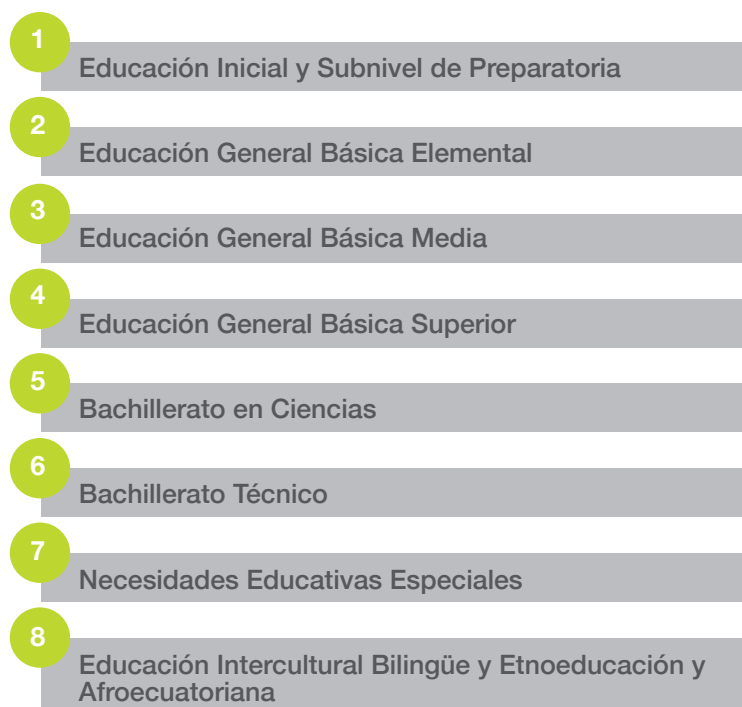 1
Educación Inicial y Subnivel de Preparatoria
2
Educación General Básica Elemental
3
Educación General Básica Media
4
Educación General Básica Superior
5
Bachillerato en Ciencias
6
Bachillerato Técnico
7
Necesidades Educativas Especiales
8
Educación Intercultural Bilingüe y Etnoeducación y
Afroecuatoriana